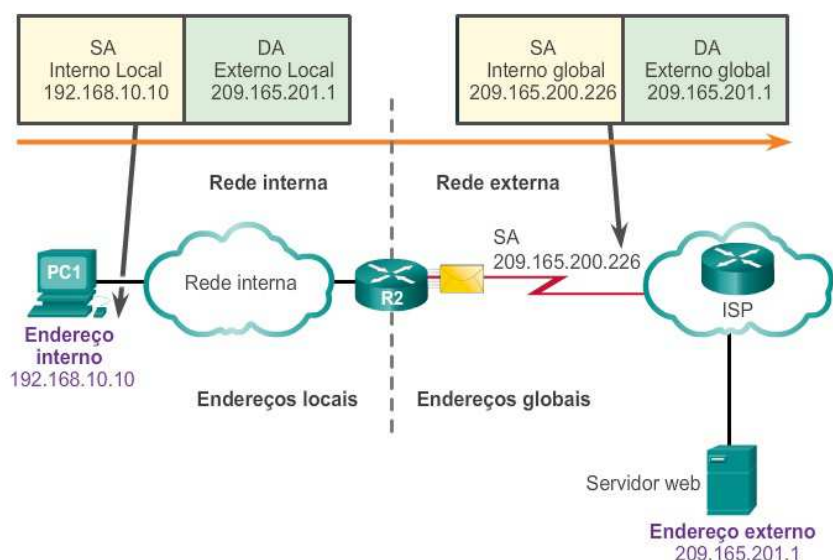 SA
Interno Local
192.168.10.10
DA
Externo Local
209.165.201.1
SA
Interno global
209.165.200.226
DA
Externo global
209.165.201.1
Rede interna
Rede externa
PC1
Rede interna
R2
SA
209.165.200.226
ISP
Endereço
interno
192.168.10.10
Endereços locais
Endereços globais
Servidor web
Endereço externo
209.165.201.1